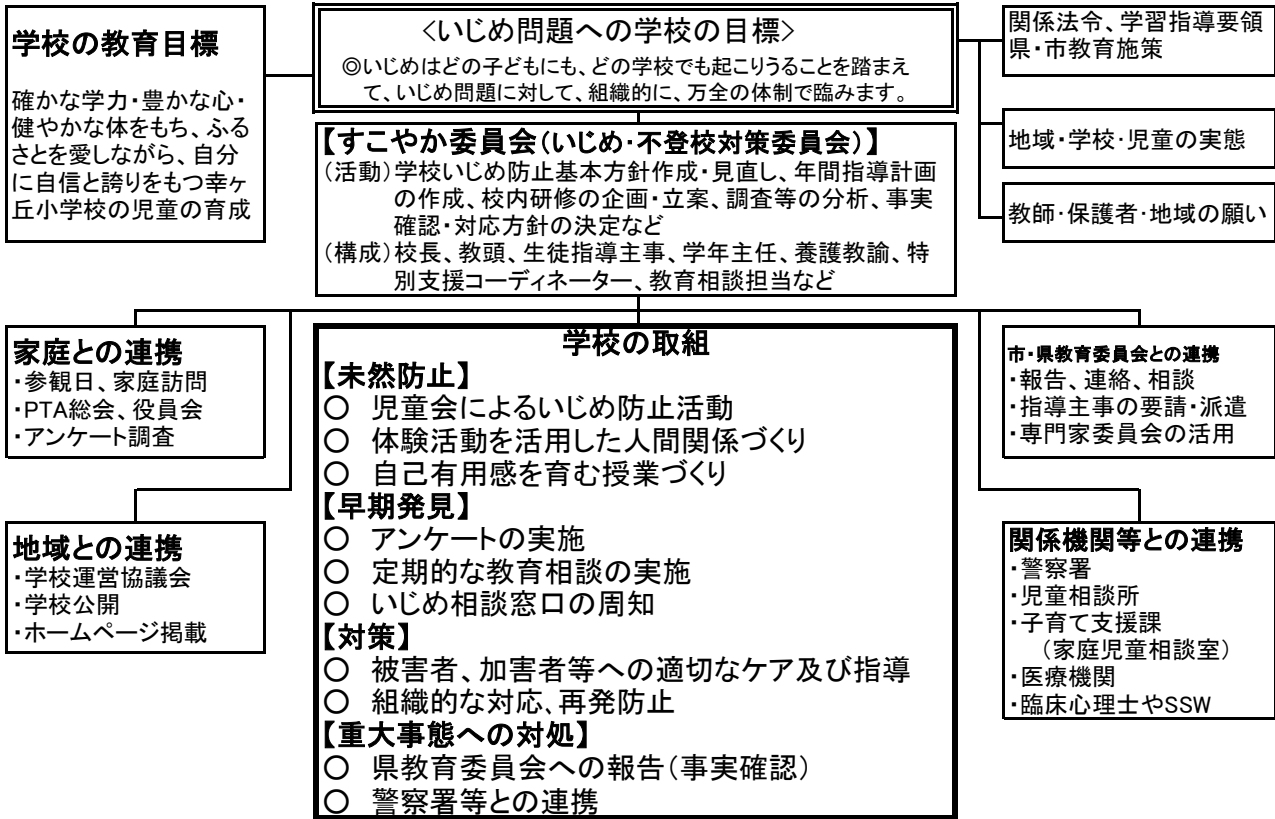 学校の教育目標
確かな学力・豊かな心・
健やかな体をもち、ふる
さとを愛しながら、自分
に自信と誇りをもつ幸ヶ
丘小学校の児童の育成
<いじめ問題への学校の目標>
◎いじめはどの子どもにも、どの学校でも起こりうることを踏まえ
て、いじめ問題に対して、組織的に、万全の体制で臨みます。
関係法令、学習指導要領
県・市教育施策
地域・学校・児童の実態
教師・保護者・地域の願い
【すこやか委員会(いじめ・不登校対策委員会)】
(活動)学校いじめ防止基本方針作成・見直し、年間指導計画
の作成、校内研修の企画・立案、調査等の分析、事実
確認・対応方針の決定など
(構成)校長、教頭、生徒指導主事、学年主任、養護教諭、特
別支援コーディネーター、教育相談担当など
家庭との連携
・参観日、家庭訪問
・PTA総会、役員会
・アンケート調査
地域との連携
・学校運営協議会
・学校公開
・ホームページ掲載
学校の取組
【未然防止】
○ 児童会によるいじめ防止活動
○ 体験活動を活用した人間関係づくり
○ 自己有用感を育む授業づくり
【早期発見】
○ アンケートの実施
○ 定期的な教育相談の実施
○ いじめ相談窓口の周知
【対策】
○ 被害者、加害者等への適切なケア及び指導
○ 組織的な対応、再発防止
【重大事態への対処】
○ 県教育委員会への報告(事実確認)
○ 警察署等との連携
市・県教育委員会との連携
・報告、連絡、相談
・指導主事の要請・派遣
・専門家委員会の活用
関係機関等との連携
・警察署
・児童相談所
・子育て支援課
(家庭児童相談室)
・医療機関
・臨床心理士やSSW